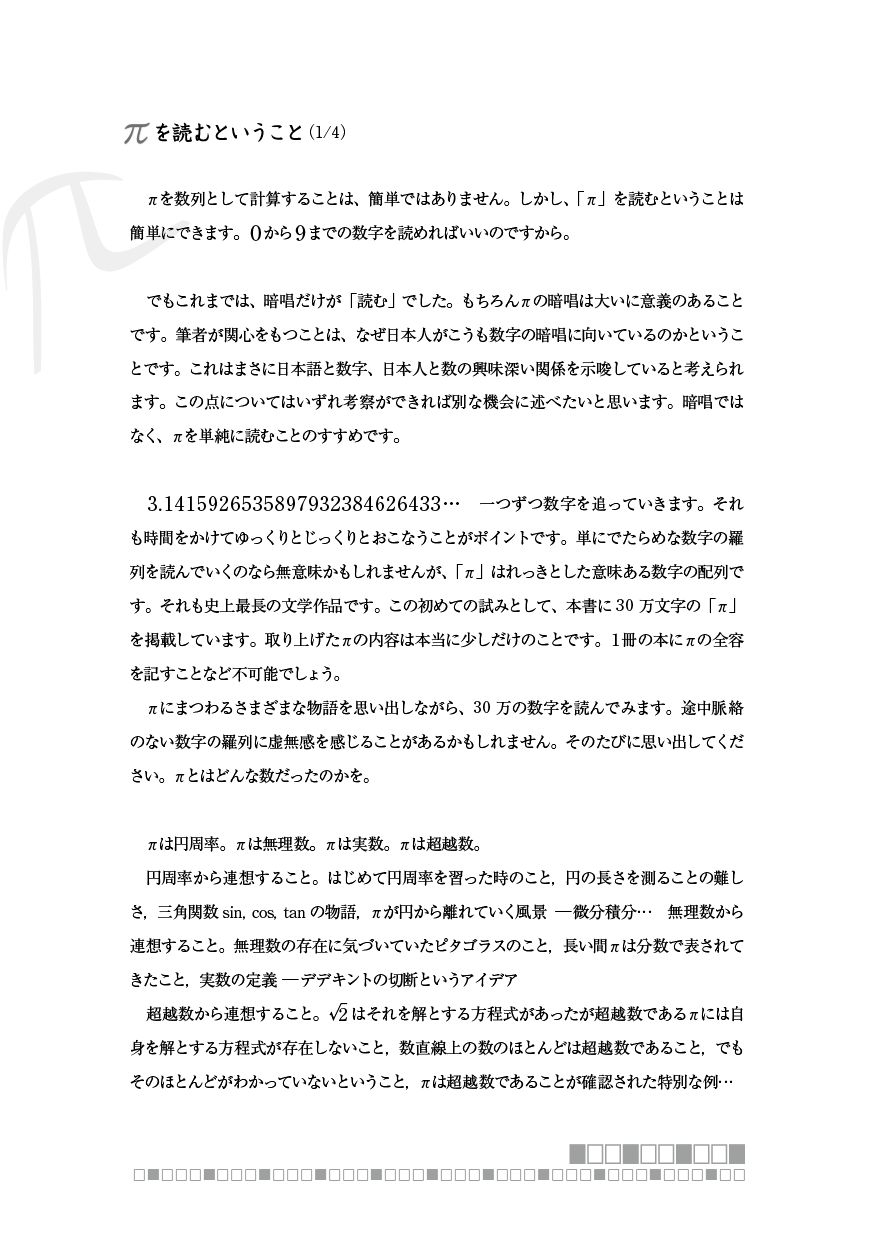 πを読むということ(1/4)
πを数列として計算することは、簡単ではありません。しかし、「π」を読むということは
簡単にできます。0から9までの数字を読めればいいのですから。
でもこれまでは、暗唱だけが「読む」でした。もちろんπの暗唱は大いに意義のあること
です。筆者が関心をもつことは、なぜ日本人がこうも数字の暗唱に向いているのかというこ
とです。これはまさに日本語と数字、日本人と数の興味深い関係を示唆していると考えられ
ます。この点についてはいずれ考察ができれば別な機会に述べたいと思います。暗唱では
なく、πを単純に読むことのすすめです。
3.1415926535897932384626433… 一つずつ数字を追っていきます。それ
も時間をかけてゆっくりとじっくりとおこなうことがポイントです。単にでたらめな数字の羅
列を読んでいくのなら無意味かもしれませんが、「π」はれっきとした意味ある数字の配列で
す。それも史上最長の文学作品です。この初めての試みとして、本書に30万文字の「π」
を掲載しています。取り上げたπの内容は本当に少しだけのことです。1冊の本にπの全容
を記すことなど不可能でしょう。
πにまつわるさまざまな物語を思い出しながら、30万の数字を読んでみます。途中脈絡
のない数字の羅列に虚無感を感じることがあるかもしれません。そのたびに思い出してくだ
さい。πとはどんな数だったのかを。
πは円周率。πは無理数。πは実数。πは超越数。
円周率から連想すること。はじめて円周率を習った時のこと,円の長さを測ることの難し
さ,三角関数 sin, cos, tan の物語,πが円から離れていく風景 ―微分積分… 無理数から
連想すること。無理数の存在に気づいていたピタゴラスのこと,長い間πは分数で表されて
きたこと,実数の定義 ―デデキントの切断というアイデア
超越数から連想すること。√2はそれを解とする方程式があったが超越数であるπには自
身を解とする方程式が存在しないこと,数直線上の数のほとんどは超越数であること,でも
そのほとんどがわかっていないということ,πは超越数であることが確認された特別な例…